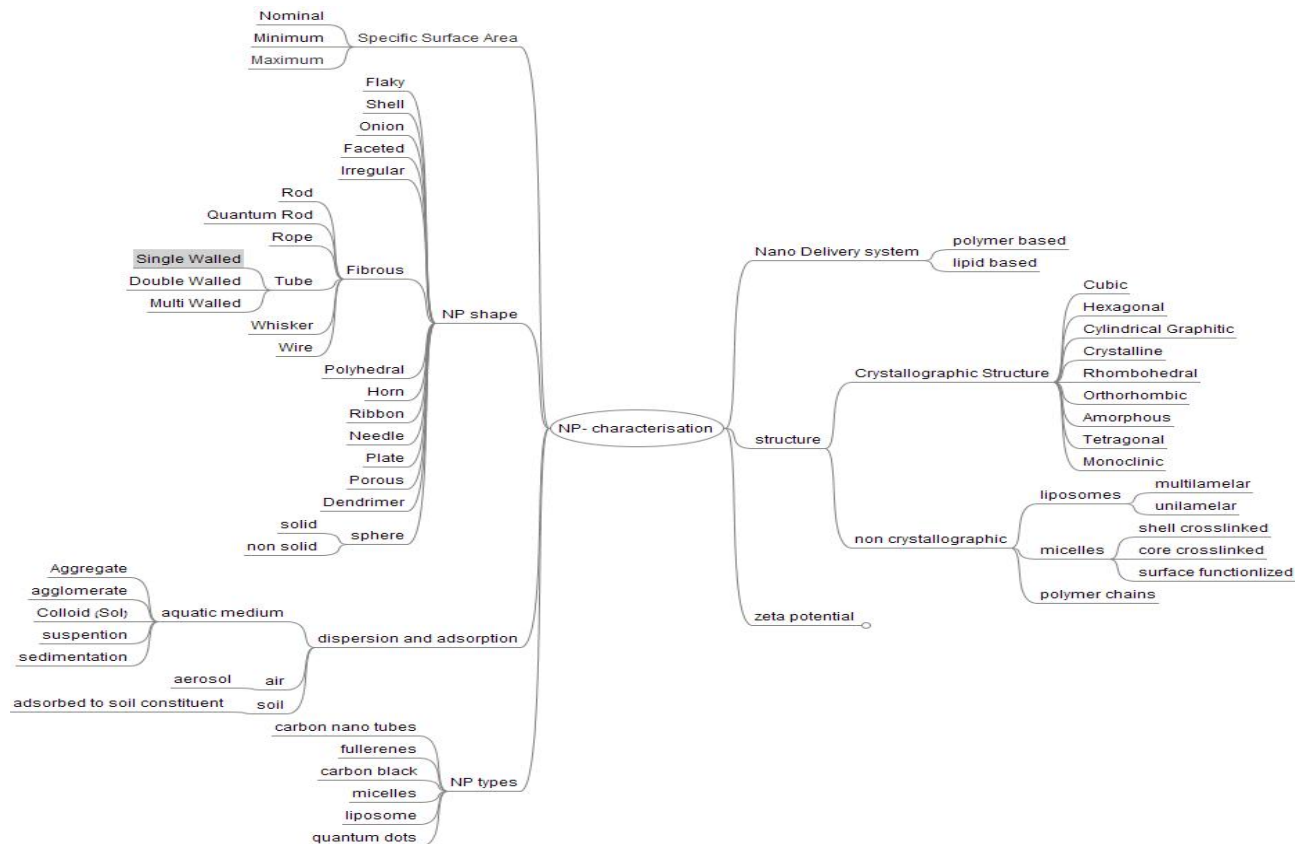 Nominal
Minimum
Maximum
Specific Surface Area
Flaky
Shell
Onion
Faceted
Irregular
Rod
Quantum Rod
Rope
Single Walled
Double Walled
Multi Walled
Tube
Whisker
Wire
Fibrous
Polyhedral
Horn
Ribbon
Needle
Plate
Porous
Dendrimer
solid
non solid
sphere
NP shape
Aggregate
agglomerate
Colloid (Sol)
suspention
sedimentation
aquatic medium
aerosol
air
adsorbed to soil constituent
soil
dispersion and adsorption
carbon nano tubes
fullerenes
carbon black
micelles
liposome
quantum dots
NP types
NP- characterisation
Nano Delivery system
polymer based
lipid based
structure
Crystallographic Structure
Cubic
Hexagonal
Cylindrical Graphitic
Crystalline
Rhombohedral
Orthorhombic
Amorphous
Tetragonal
Monoclinic
non crystallographic
liposomes
multilamelar
unilamelar
micelles
shell crosslinked
core crosslinked
surface functionlized
polymer chains
zeta potential